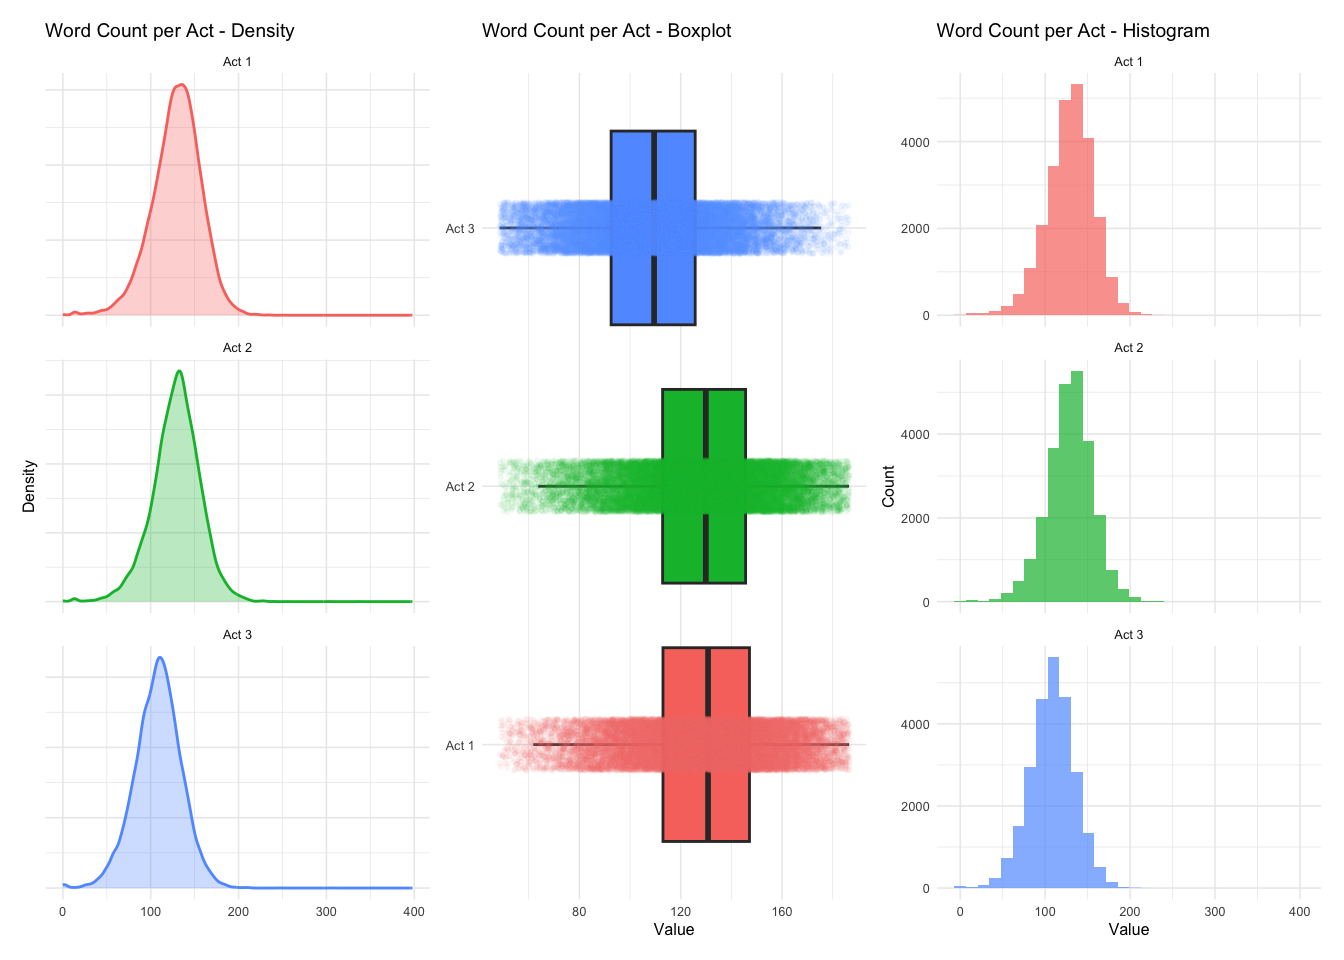 Word Count per Act - Density
Act 1
Act 2
Act 3
Density
0 100 200 300 400
Word Count per Act - Boxplot
Act 3
Act 2
Act 1
80 120 160
Value
Word Count per Act - Histogram
Act 1
4000
2000
0
Act 2
4000
2000
0
Act 3
4000
2000
0
Count
0 100 200 300 400
Value